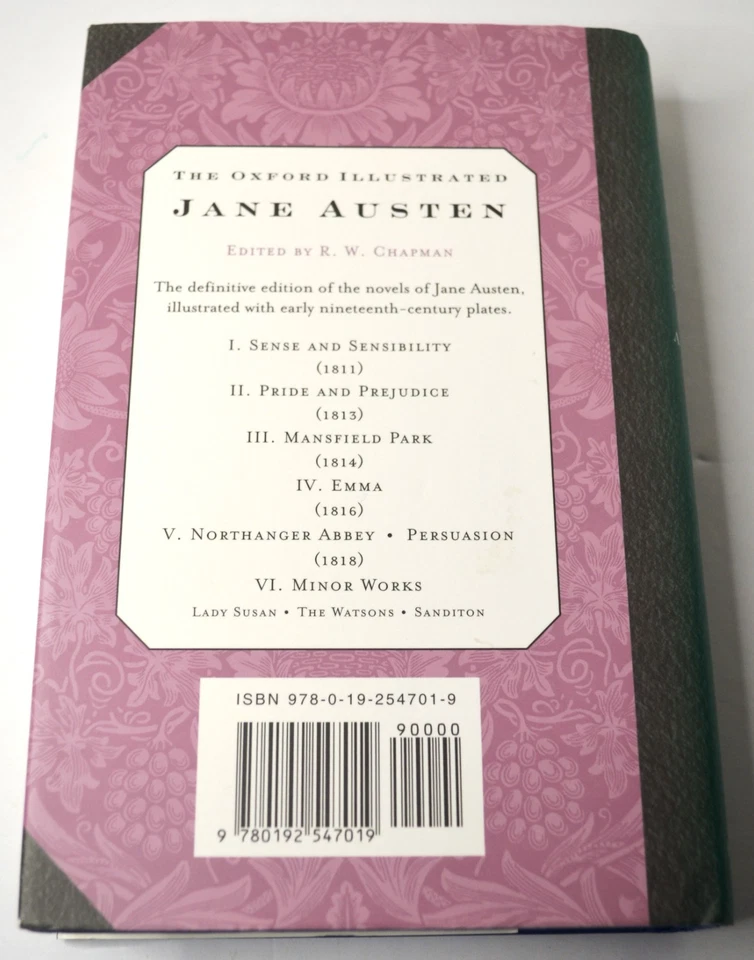 The Oxford Illustrated
Jane Austen
Edited by R. W. Chapman
The definitive edition of the novels of Jane Austen,
illustrated with early nineteenth-century plates.
I. Sense and Sensibility
(1811)
II. Pride and Prejudice
(1813)
III. Mansfield Park
(1814)
IV. Emma
(1816)
V. Northanger Abbey • Persuasion
(1818)
VI. Minor Works
Lady Susan • The Watsons • Sanditon
ISBN 978-0-19-254701-9
90000
9 780192 547019